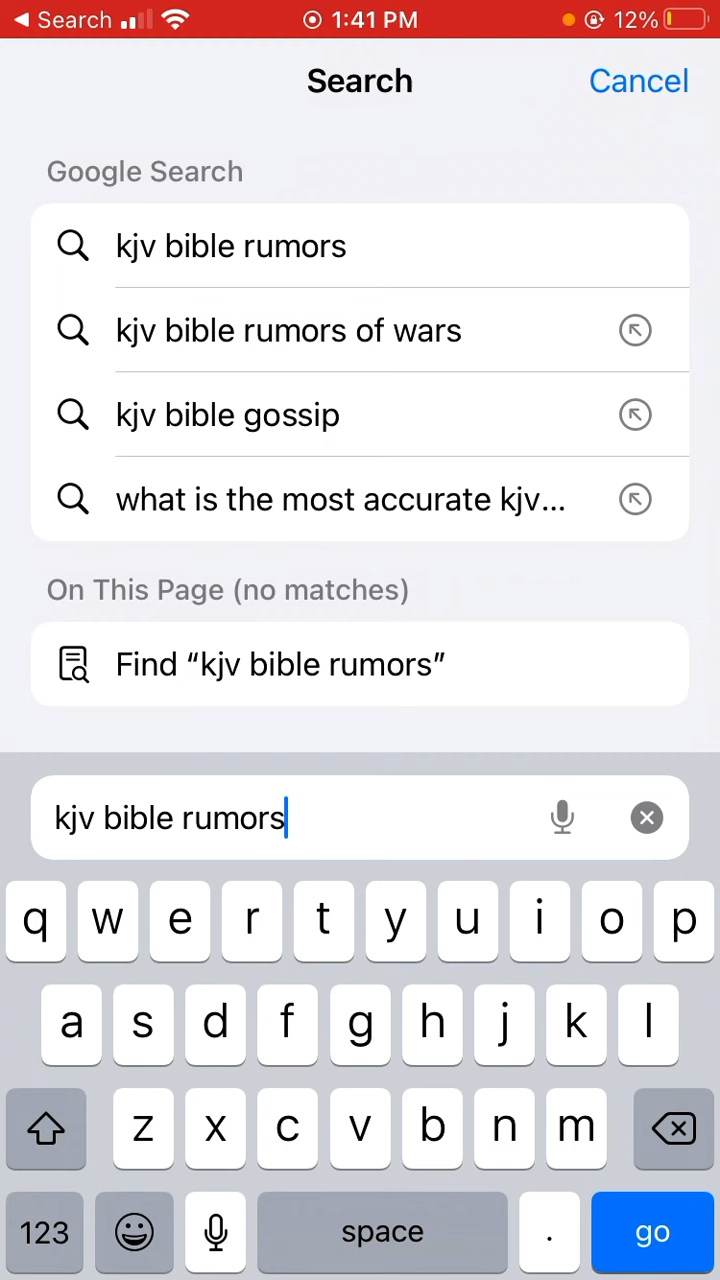 Search 1:41 PM 12%
Search Cancel
Google Search
kjv bible rumors
kjv bible rumors of wars
kjv bible gossip
what is the most accurate kjv...
On This Page (no matches)
Find “kjv bible rumors”
kjv bible rumors
q w e r t y u i o p
a s d f g h j k l
z x c v b n m
123 space . go